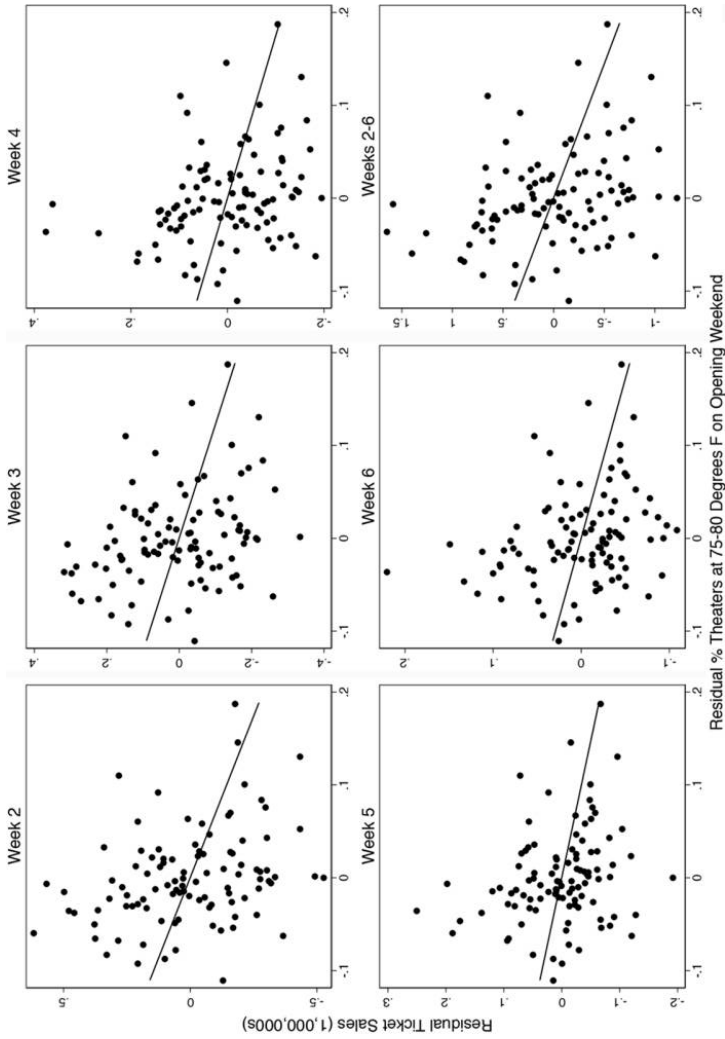 Week 2
Week 3
Week 4
.5
0
-.5
.4
.2
0
-.2
-.4
.4
.2
0
-.2
-.1 0 .1 .2
-.1 0 .1 .2
-.1 0 .1 .2
Week 5
Week 6
Weeks 2-6
.3
.2
.1
0
-.1
-.2
.2
.1
0
-.1
1.5
1
.5
0
-.5
-1
-.1 0 .1 .2
-.1 0 .1 .2
-.1 0 .1 .2
Residual Ticket Sales (1,000,000s)
Residual % Theaters at 75-80 Degrees F on Opening Weekend